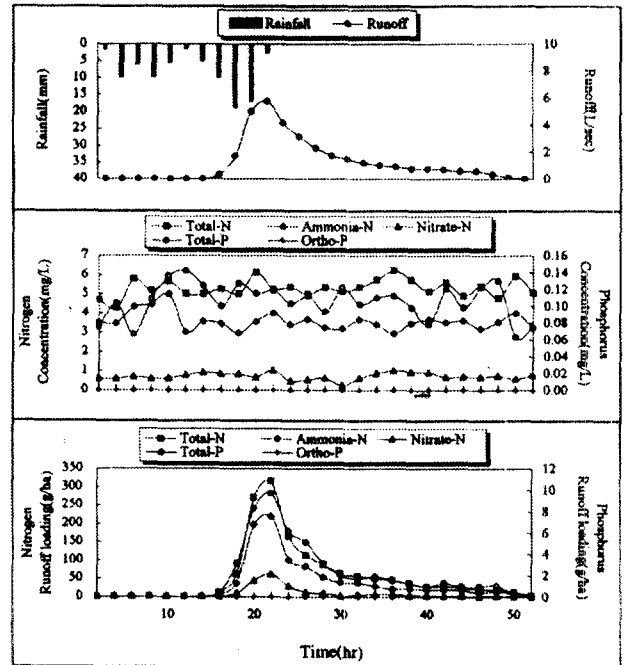 Rainfall Runoff
Rainfall(mm)
0
5
10
15
20
25
30
35
40
Runoff(L/sec)
10
8
6
4
2
0
Total-N Ammonia-N Nitrate-N
Total-P Ortho-P
Nitrogen
Concentration(mg/L)
7
6
5
4
3
2
1
0
Phosphorus
Concentration(mg/L)
0.16
0.14
0.12
0.10
0.08
0.06
0.04
0.02
0.00
Total-N Ammonia-N Nitrate-N
Total-P Ortho-P
Nitrogen
Runoff loading(g/ha)
350
300
250
200
150
100
50
0
Phosphorus
Runoff loading(g/ha)
12
10
8
6
4
2
0
10 20 30 40 50
Time(hr)